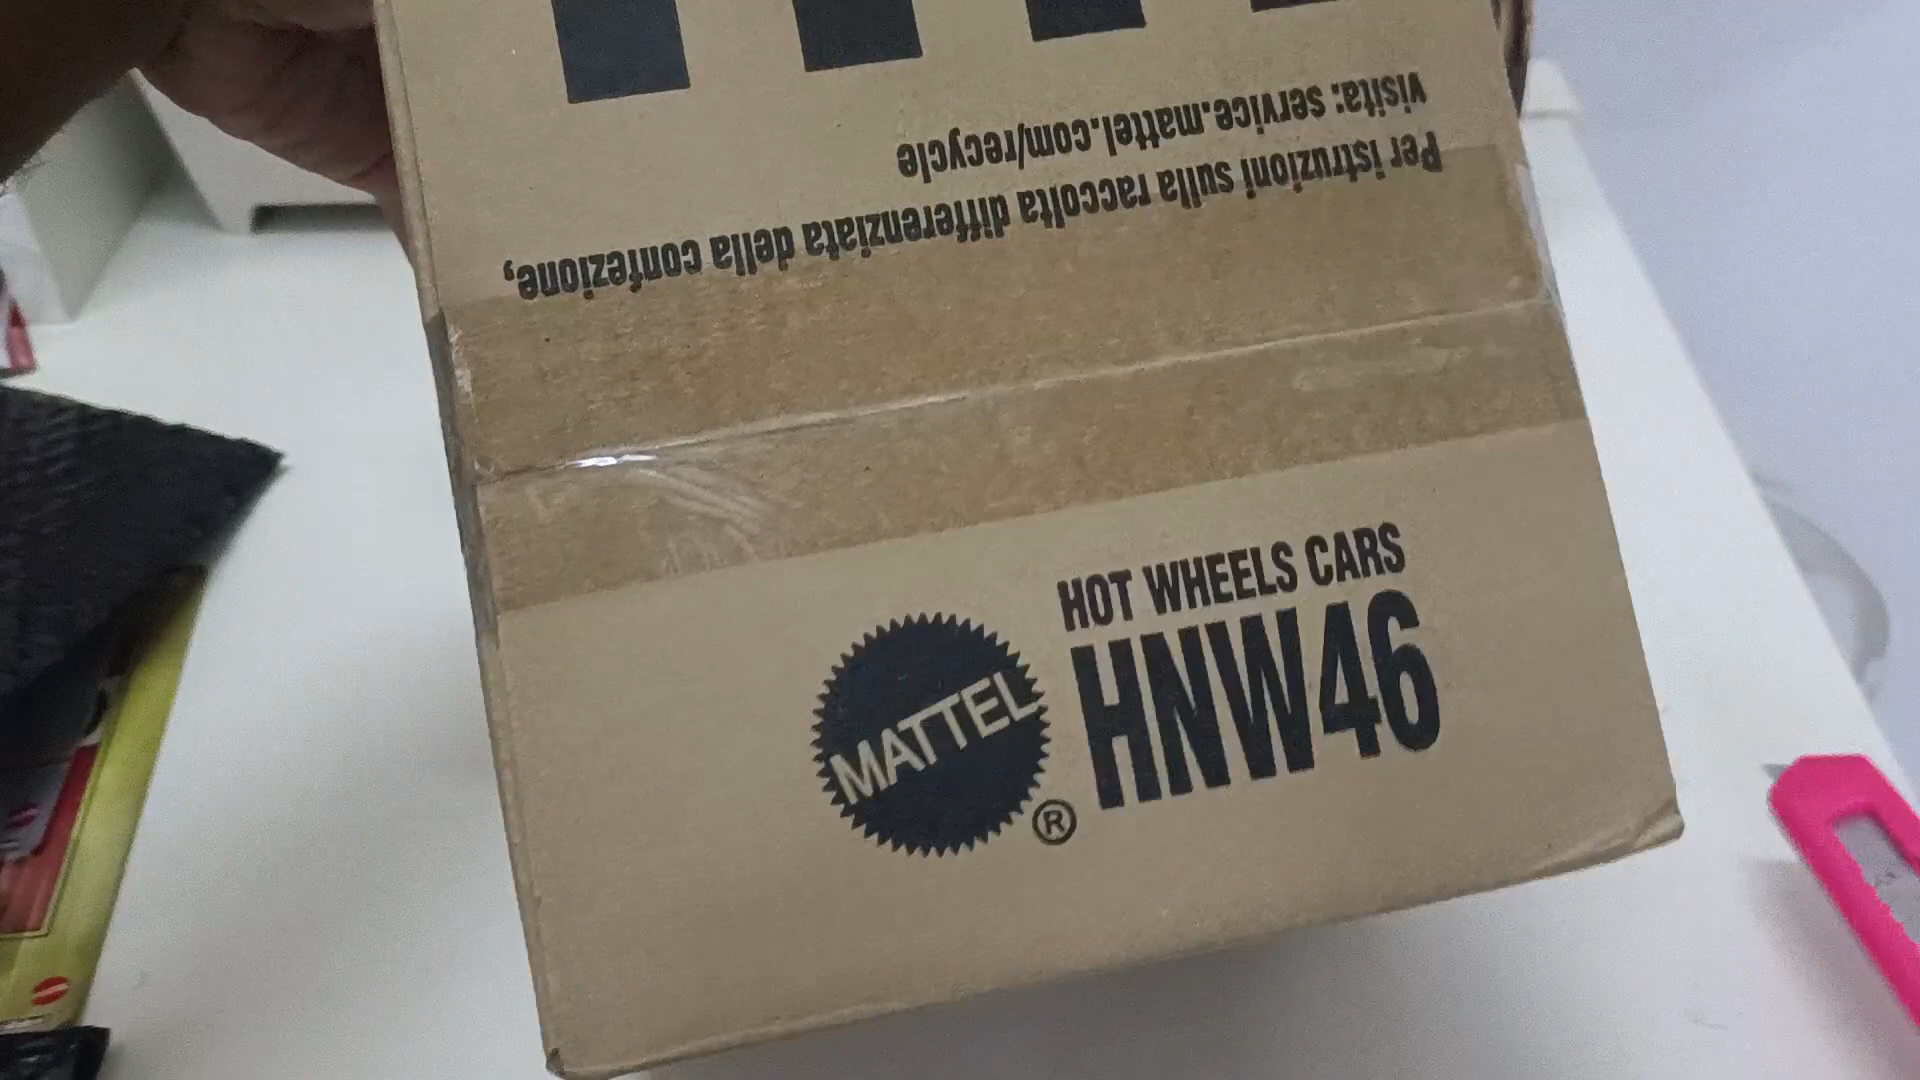 Per istruzioni sulla raccolta differenziata della confezione,
visita: service.mattel.com/recycle
HOT WHEELS CARS
HNW46
MATTEL
®